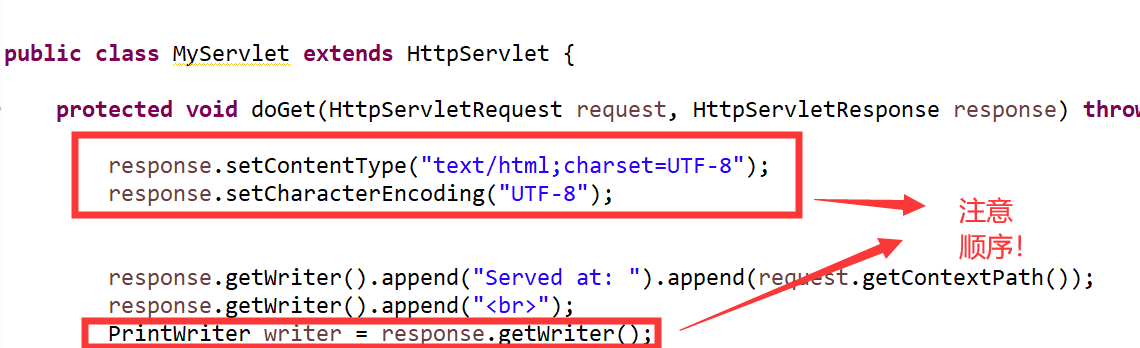 public class MyServlet extends HttpServlet {
protected void doGet(HttpServletRequest request, HttpServletResponse response) throw
response.setContentType("text/html;charset=UTF-8");
response.setCharacterEncoding("UTF-8");
注意
顺序!
response.getWriter().append("Served at: ").append(request.getContextPath());
response.getWriter().append("<br>");
PrintWriter writer = response.getWriter();